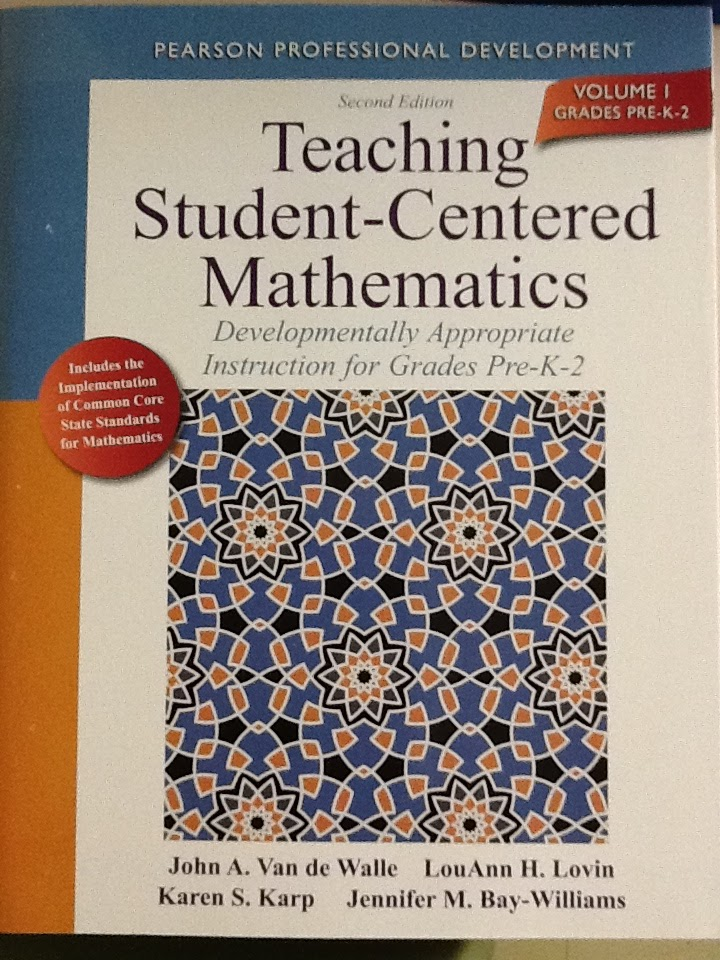 PEARSON PROFESSIONAL DEVELOPMENT
VOLUME I
GRADES PRE-K-2
Second Edition
Teaching
Student-Centered
Mathematics
Developmentally Appropriate
Instruction for Grades Pre-K-2
Includes the
Implementation
of Common Core
State Standards
for Mathematics
John A. Van de Walle LouAnn H. Lovin
Karen S. Karp Jennifer M. Bay-Williams